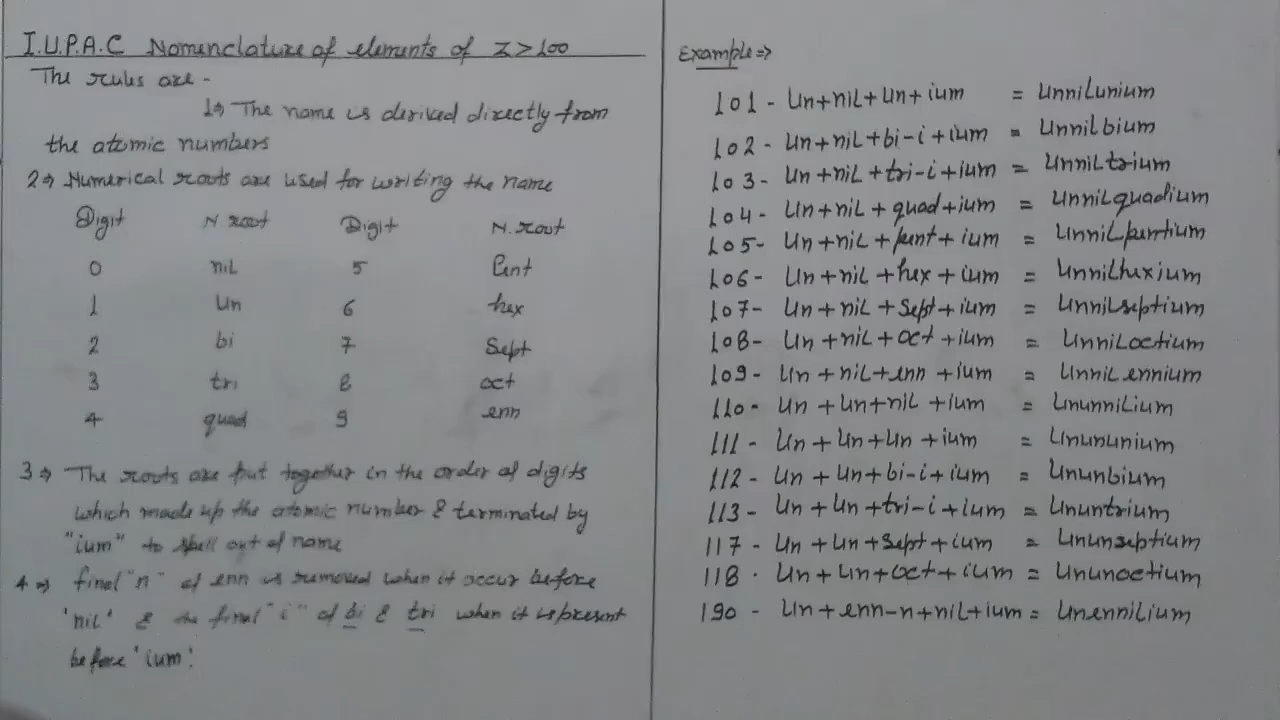 I.U.P.A.C Nomenclature of elements of Z>100
The rules are -
1⇒ The name is derived directly from
the atomic numbers
2⇒ Numerical roots are used for writing the name
Digit N root Digit N. root
0 nil 5 Pent
1 un 6 hex
2 bi 7 Sept
3 tri 8 oct
4 quad 9 enn
3⇒ The roots are put together in the order of digits
which made up the atomic number & terminated by
"ium" to spell out of name
4⇒ final "n" of enn is removed when it occur before
'nil' & the final "i" of bi & tri when it is present
before 'ium'.
Example⇒
101 - Un+nil+un+ium = Unnilunium
102 - Un+nil+bi-i+ium = Unnilbium
103 - Un+nil+tri-i+ium = Unniltrium
104 - Un+nil+quad+ium = Unnilquadium
105 - Un+nil+pent+ium = Unnilpentium
106 - Un+nil+hex+ium = Unnilhexium
107 - Un+nil+Sept+ium = Unnilseptium
108 - Un+nil+oct+ium = Unniloctium
109 - Un+nil+enn+ium = Unnilennium
110 - Un+un+nil+ium = Ununnilium
111 - Un+Un+Un+ium = Unununium
112 - Un+Un+bi-i+ium = Ununbium
113 - Un+Un+tri-i+ium = Ununtrium
117 - Un+Un+Sept+ium = Ununseptium
118 - Un+Un+oct+ium = Ununoctium
190 - Un+enn-n+nil+ium = Unennilium